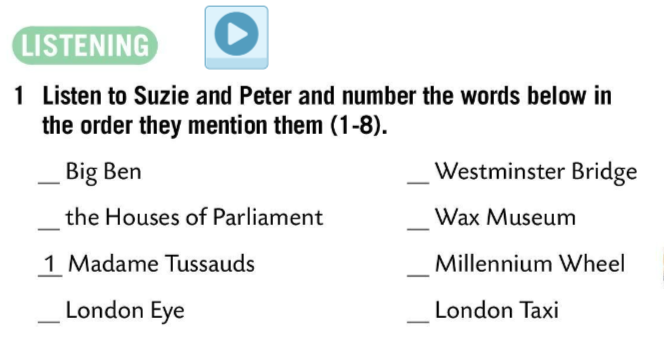 LISTENING
1 Listen to Suzie and Peter and number the words below in
the order they mention them (1-8).
__ Big Ben
__ the Houses of Parliament
1 Madame Tussauds
__ London Eye
__ Westminster Bridge
__ Wax Museum
__ Millennium Wheel
__ London Taxi